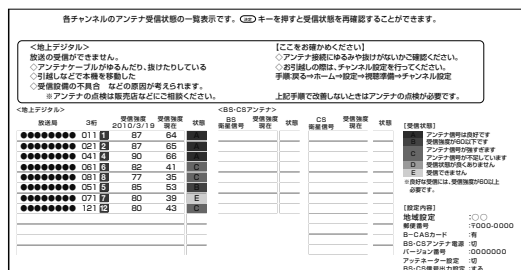 各チャンネルのアンテナ受信状態の一覧表示です。 キーを押すと受信状態を再確認することができます。
<地上デジタル>
放送の受信ができません。
◇アンテナケーブルがゆるんだり、抜けたりしている
◇引越しなどで本機を移動した
◇受信設備の不具合 などの原因が考えられます。
※アンテナの点検は販売店などにご相談ください。
【ここをお確かめください】
◇アンテナ接続にゆるみや抜けがないかご確認ください。
◇お引越しの際は、チャンネル設定を行ってください。
手順:戻る⇒ホーム⇒設定⇒視聴準備⇒チャンネル設定
上記手順で改善しないときはアンテナの点検が必要です。
<地上デジタル>
放送局 3桁 受信強度 2010/3/19 受信強度 現在 状態
●●●●●●●● 011 1 87 64 A
●●●●●●●● 021 2 87 65 A
●●●●●●●● 041 4 90 66 A
●●●●●●●● 061 6 82 41 C
●●●●●●●● 081 8 77 35 C
●●●●●●●● 051 5 85 53 B
●●●●●●●● 071 7 80 39 E
●●●●●●●● 121 12 80 43 C
<BS・CSアンテナ>
BS 衛星信号 受信強度 現在 状態 CS 衛星信号 受信強度 現在 状態
[受信状態]
A アンテナ信号は良好です
B 受信強度が60以下です
C アンテナ信号が強すぎます
アンテナ信号が不足しています
D 受信状態が良くありません
E 受信できません
※良好な受信には、受信強度が60以上
必要です。
[設定内容]
地域設定 :○○
郵便番号 :〒000-0000
B-CASカード :有
BS・CSアンテナ電源 :切
バージョン番号 :0000000
アッテネーター設定 :切
BS・CS信号出力設定 :する